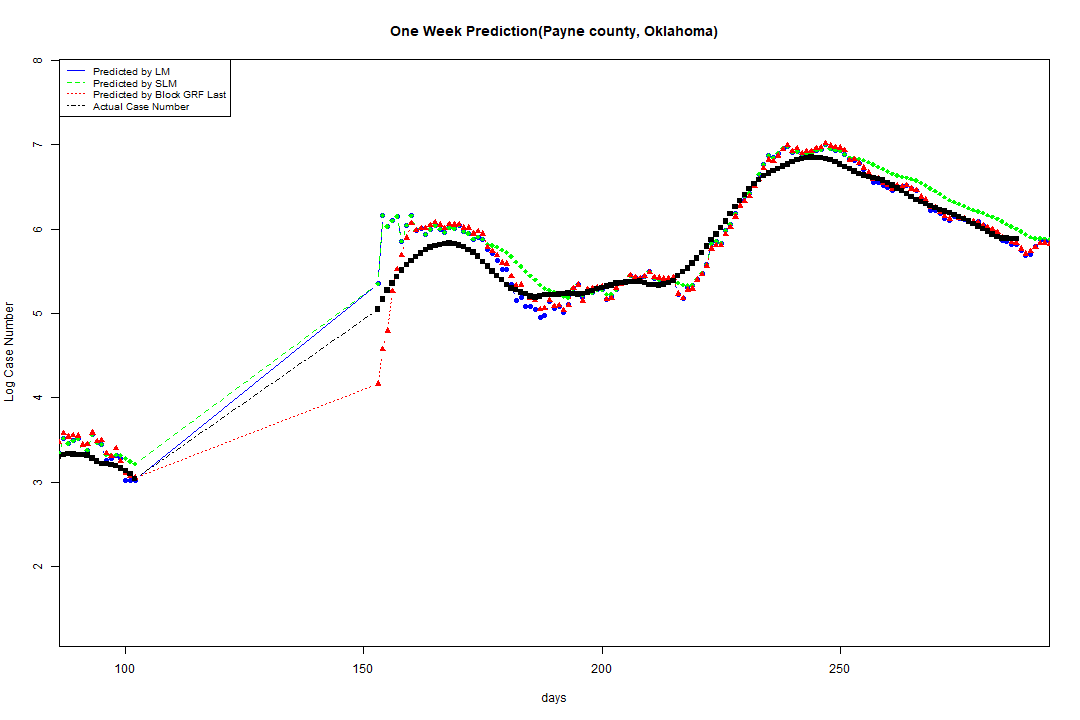 One Week Prediction(Payne county, Oklahoma)
Predicted by LM
Predicted by SLM
Predicted by Block GRF Last
Actual Case Number
8
7
6
5
4
3
2
Log Case Number
100 150 200 250
days